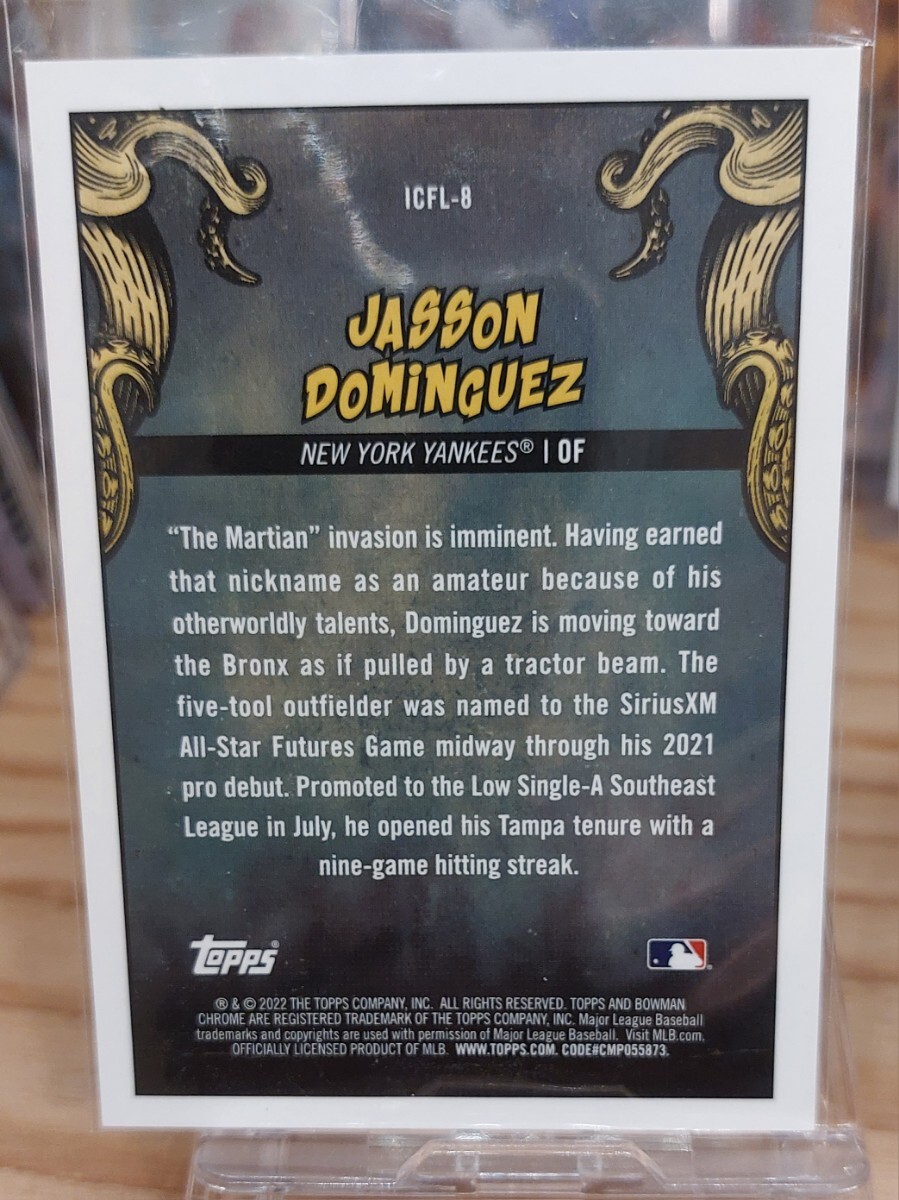 ICFL-8
JASSON
DOMiNGUEZ
NEW YORK YANKEES® | OF
“The Martian” invasion is imminent. Having earned
that nickname as an amateur because of his
otherworldly talents, Dominguez is moving toward
the Bronx as if pulled by a tractor beam. The
five-tool outfielder was named to the SiriusXM
All-Star Futures Game midway through his 2021
pro debut. Promoted to the Low Single-A Southeast
League in July, he opened his Tampa tenure with a
nine-game hitting streak.
topps®
® & © 2022 THE TOPPS COMPANY, INC. ALL RIGHTS RESERVED. TOPPS AND BOWMAN
CHROME ARE REGISTERED TRADEMARK OF THE TOPPS COMPANY, INC. Major League Baseball
trademarks and copyrights are used with permission of Major League Baseball. Visit MLB.com.
OFFICIALLY LICENSED PRODUCT OF MLB. WWW.TOPPS.COM. CODE#CMP055873.